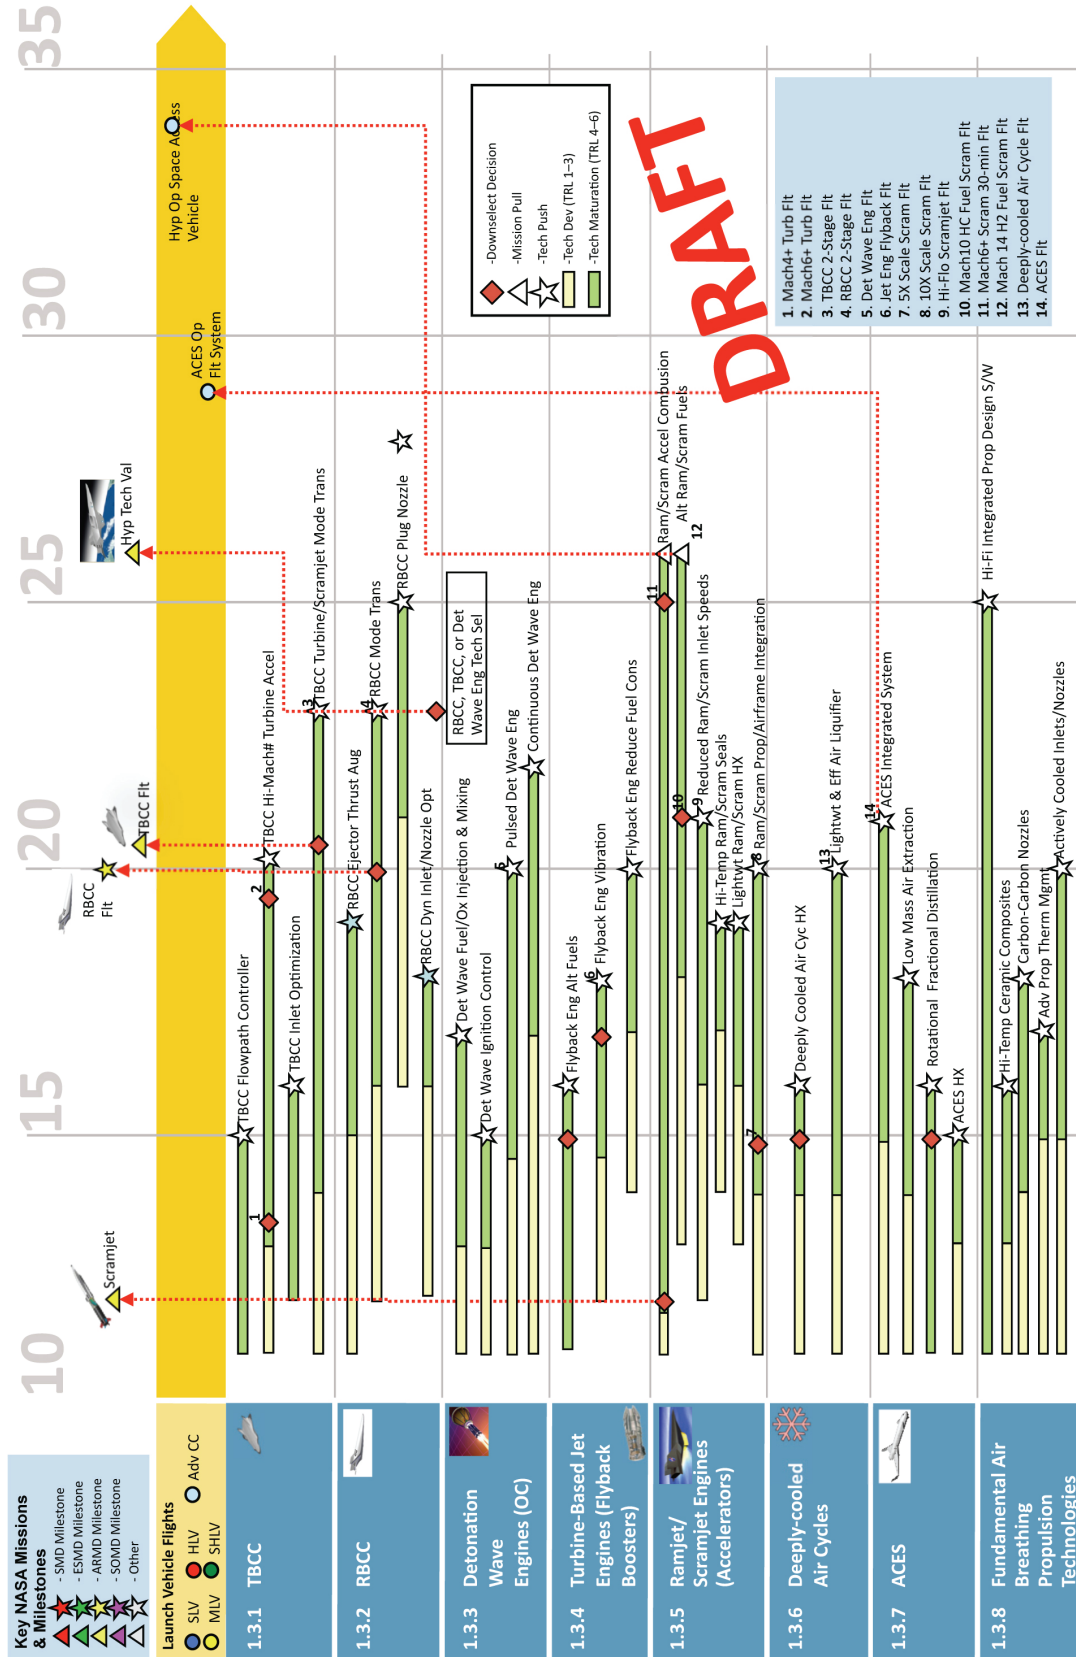 Key NASA Missions
& Milestones
- SMD Milestone
- ESMD Milestone
- ARMD Milestone
- SOMD Milestone
- Other
Launch Vehicle Flights
SLV
HLV
Adv CC
MLV
SHLV
10
15
20
25
30
35
Scramjet
RBCC
Flt
TBCC Flt
Hyp Tech Val
ACES Op
Flt System
Hyp Op Space Access
Vehicle
1.3.1 TBCC
TBCC Flowpath Controller
1
2
TBCC Hi-Mach# Turbine Accel
TBCC Inlet Optimization
3
TBCC Turbine/Scramjet Mode Trans
1.3.2 RBCC
RBCC Ejector Thrust Aug
4
RBCC Mode Trans
RBCC Plug Nozzle
RBCC Dyn Inlet/Nozzle Opt
RBCC, TBCC, or Det
Wave Eng Tech Sel
1.3.3 Detonation
Wave
Engines (OC)
Det Wave Fuel/Ox Injection & Mixing
Det Wave Ignition Control
5
Pulsed Det Wave Eng
Continuous Det Wave Eng
1.3.4 Turbine-Based Jet
Engines (Flyback
Boosters)
Flyback Eng Alt Fuels
6
Flyback Eng Vibration
Flyback Eng Reduce Fuel Cons
1.3.5 Ramjet/
Scramjet Engines
(Accelerators)
11
Ram/Scram Accel Combusion
10
12
Alt Ram/Scram Fuels
9
Reduced Ram/Scram Inlet Speeds
Hi-Temp Ram/Scram Seals
Lightwt Ram/Scram HX
7
8
Ram/Scram Prop/Airframe Integration
1.3.6 Deeply-cooled
Air Cycles
Deeply Cooled Air Cyc HX
13
Lightwt & Eff Air Liquifier
1.3.7 ACES
14
ACES Integrated System
Low Mass Air Extraction
Rotational Fractional Distillation
ACES HX
1.3.8 Fundamental Air
Breathing
Propulsion
Technologies
Hi-Fi Integrated Prop Design S/W
Hi-Temp Ceramic Composites
Carbon-Carbon Nozzles
Adv Prop Therm Mgmt
Actively Cooled Inlets/Nozzles
-Downselect Decision
-Mission Pull
-Tech Push
-Tech Dev (TRL 1–3)
-Tech Maturation (TRL 4–6)
DRAFT
1. Mach4+ Turb Flt
2. Mach6+ Turb Flt
3. TBCC 2-Stage Flt
4. RBCC 2-Stage Flt
5. Det Wave Eng Flt
6. Jet Eng Flyback Flt
7. 5X Scale Scram Flt
8. 10X Scale Scram Flt
9. Hi-Flo Scramjet Flt
10. Mach10 HC Fuel Scram Flt
11. Mach6+ Scram 30-min Flt
12. Mach 14 H2 Fuel Scram Flt
13. Deeply-cooled Air Cycle Flt
14. ACES Flt